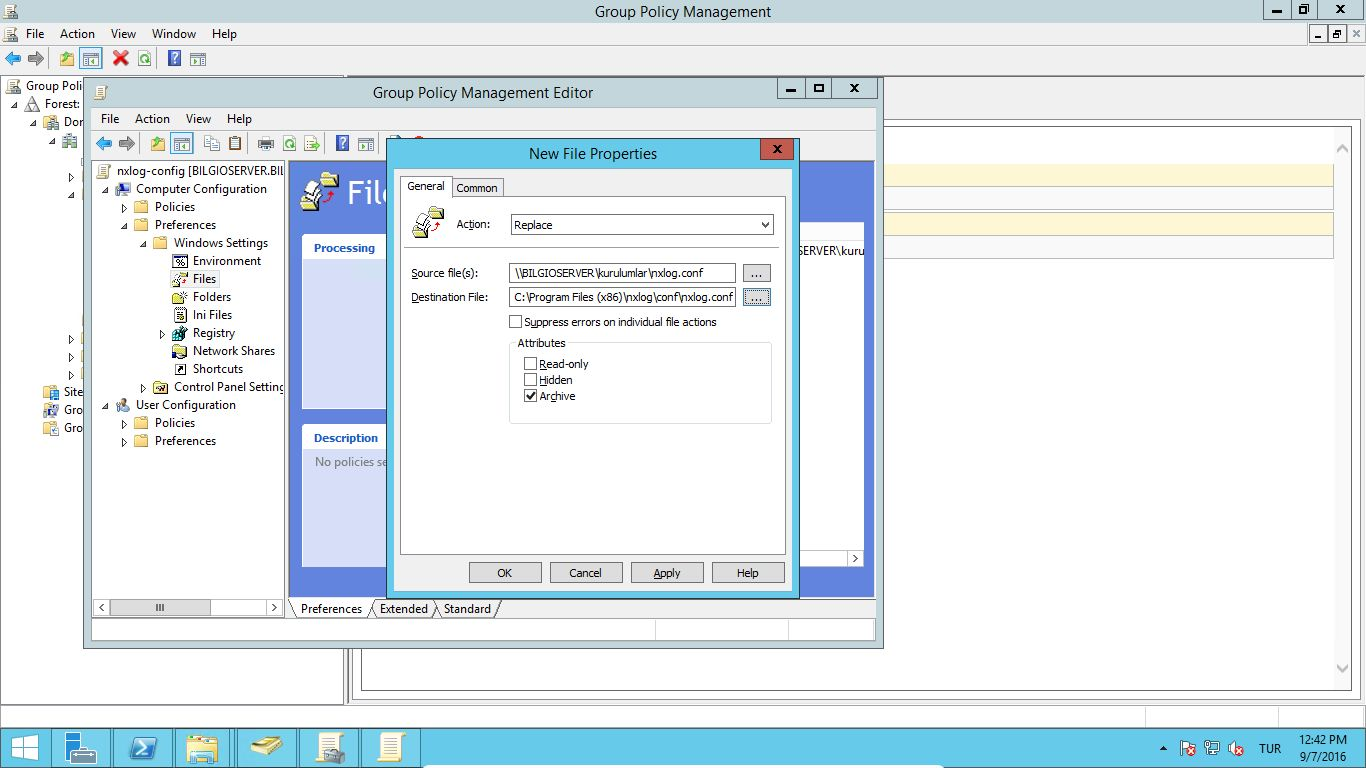 Group Policy Management
File Action View Window Help
Group Poli
Forest:
Dor
Site
Gro
Gro
Group Policy Management Editor
File Action View Help
nxlog-config [BILGIOSERVER.BIL
Computer Configuration
Policies
Preferences
Windows Settings
Environment
Files
Folders
Ini Files
Registry
Network Shares
Shortcuts
Control Panel Setting
User Configuration
Policies
Preferences
Processing
Description
No policies se
SERVER\kuru
New File Properties
General Common
Action: Replace
Source file(s): \\BILGIOSERVER\kurulumlar\nxlog.conf ...
Destination File: C:\Program Files (x86)\nxlog\conf\nxlog.conf ...
Suppress errors on individual file actions
Attributes
Read-only
Hidden
Archive
OK Cancel Apply Help
Preferences Extended Standard
TUR
12:42 PM
9/7/2016